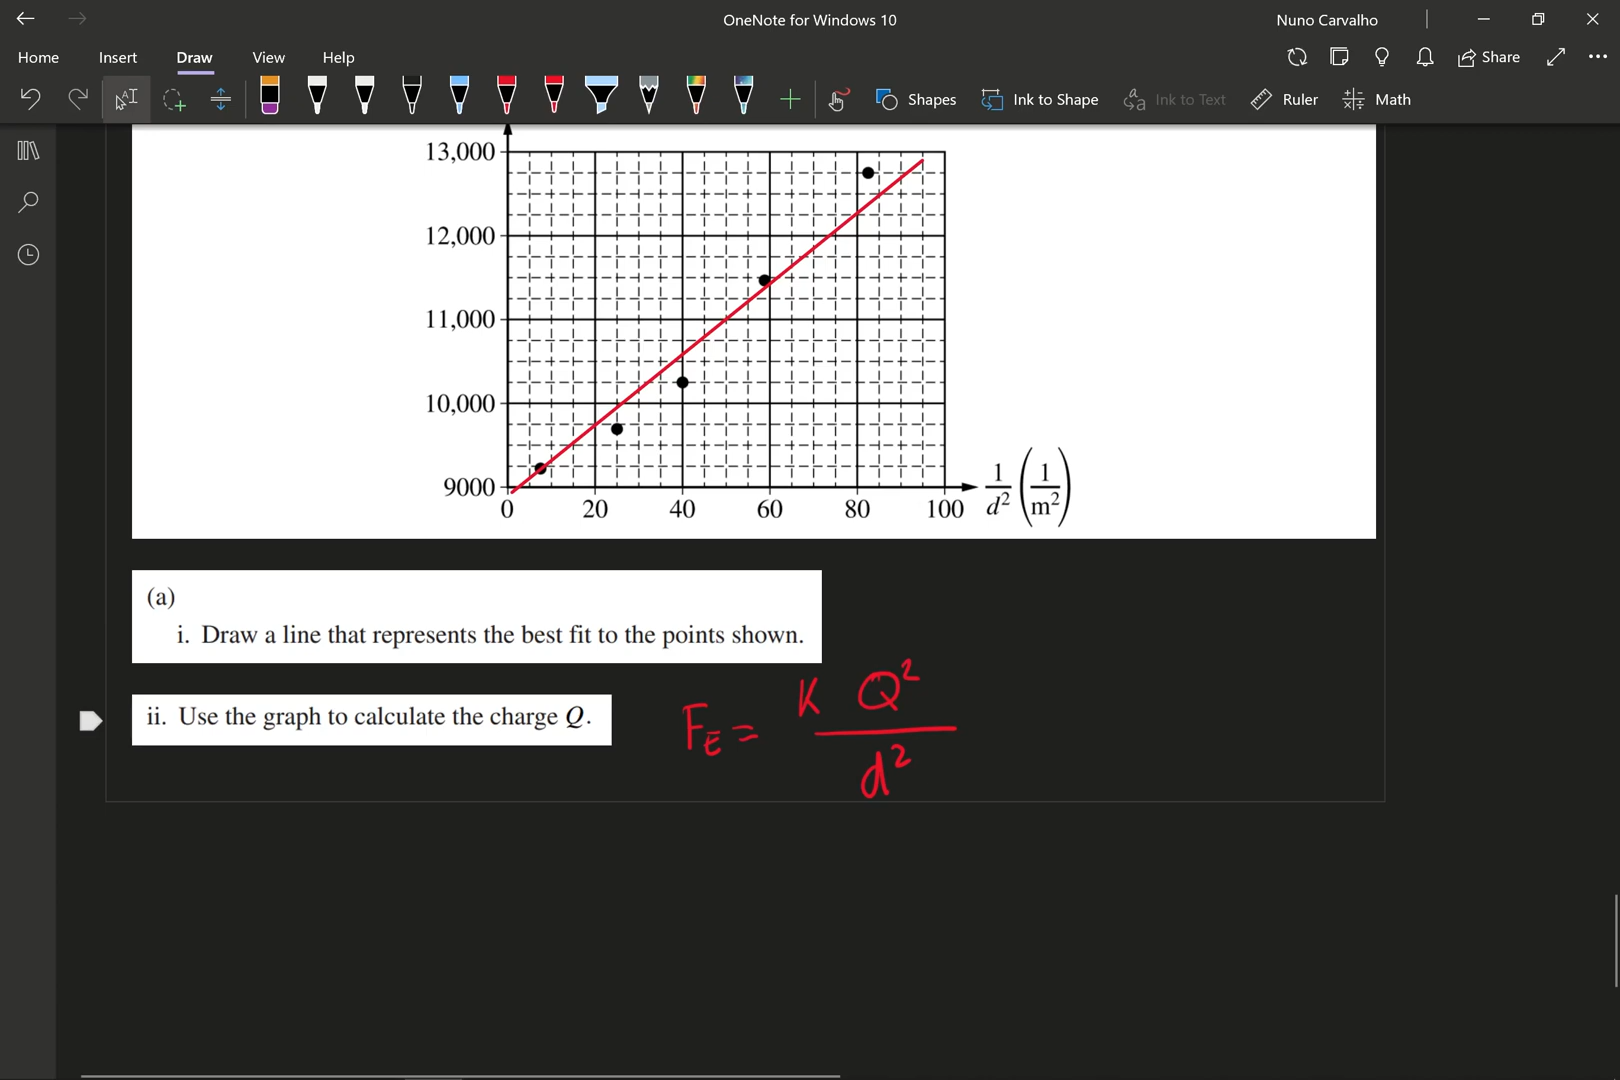 OneNote for Windows 10
Nuno Carvalho
Home Insert Draw View Help
Share
Shapes Ink to Shape Ink to Text Ruler Math
13,000
12,000
11,000
10,000
9000
0 20 40 60 80 100
1/d² (1/m²)
(a)
i. Draw a line that represents the best fit to the points shown.
ii. Use the graph to calculate the charge Q.
F_E = K Q² / d²